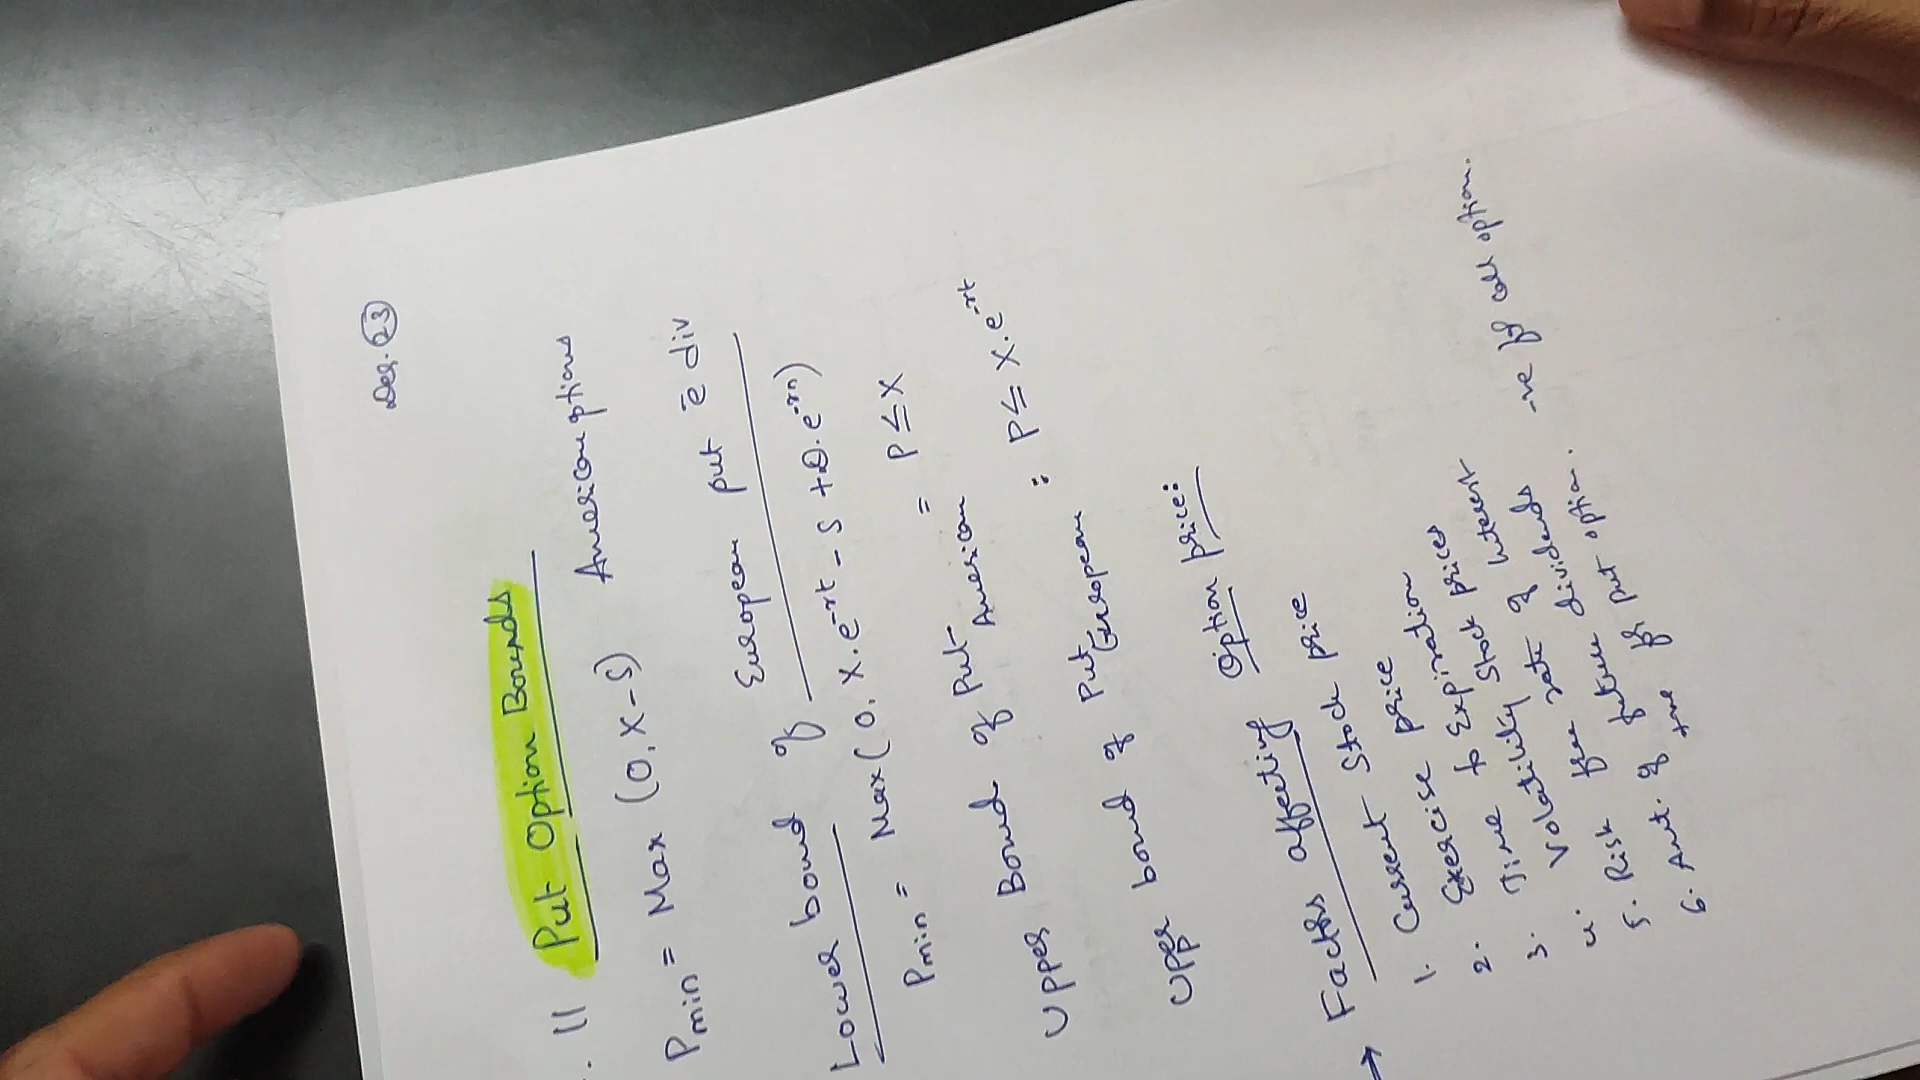 Der. 23
. 11 Put Option Bounds
Pmin = Max (0, X-S) American options
Lower bound of European put ē div
Pmin = Max (0, X.e^-rt - S + D.e^-rn)
Upper Bound of Put American = P ≤ X
Upper bound of Put European : P ≤ X.e^-rt
→ Factors affecting Option price:
1. Current Stock price
2. Exercise price
3. Time to Expiration
4. Volatility Stock prices
5. Risk free rate of Interest
6. Amt. of future dividends -ve for call option.
+ve for put option.